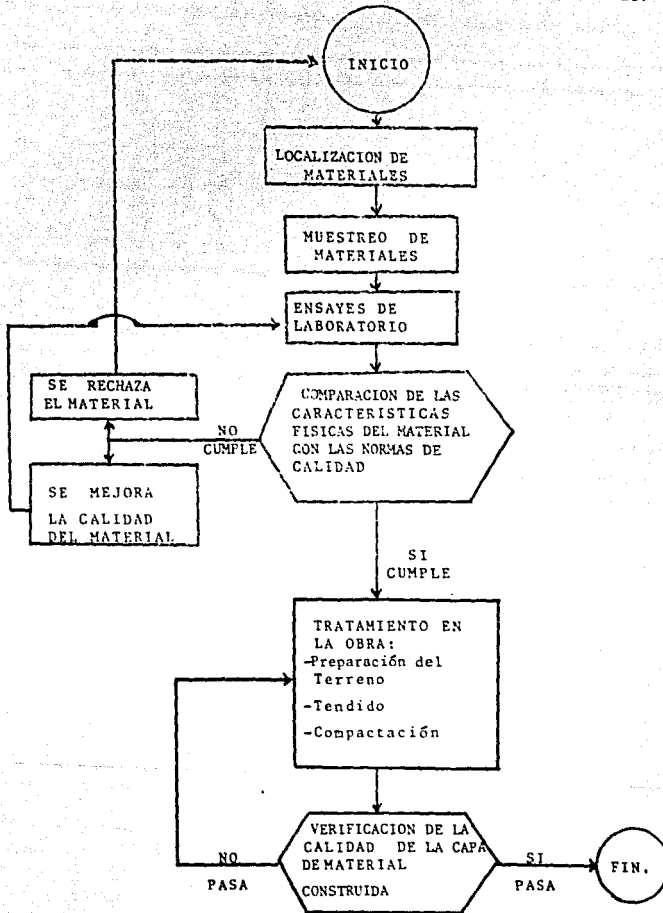 INICIO
LOCALIZACION DE
MATERIALES
MUESTREO DE
MATERIALES
ENSAYES DE
LABORATORIO
SE RECHAZA
EL MATERIAL
COMPARACION DE LAS
CARACTERISTICAS
FISICAS DEL MATERIAL
CON LAS NORMAS DE
CALIDAD
NO
CUMPLE
SE MEJORA
LA CALIDAD
DEL MATERIAL
SI
CUMPLE
TRATAMIENTO EN
LA OBRA:
-Preparación del
Terreno
-Tendido
-Compactación
VERIFICACION DE LA
CALIDAD DE LA CAPA
DE MATERIAL
CONSTRUIDA
NO
PASA
SI
PASA
FIN.